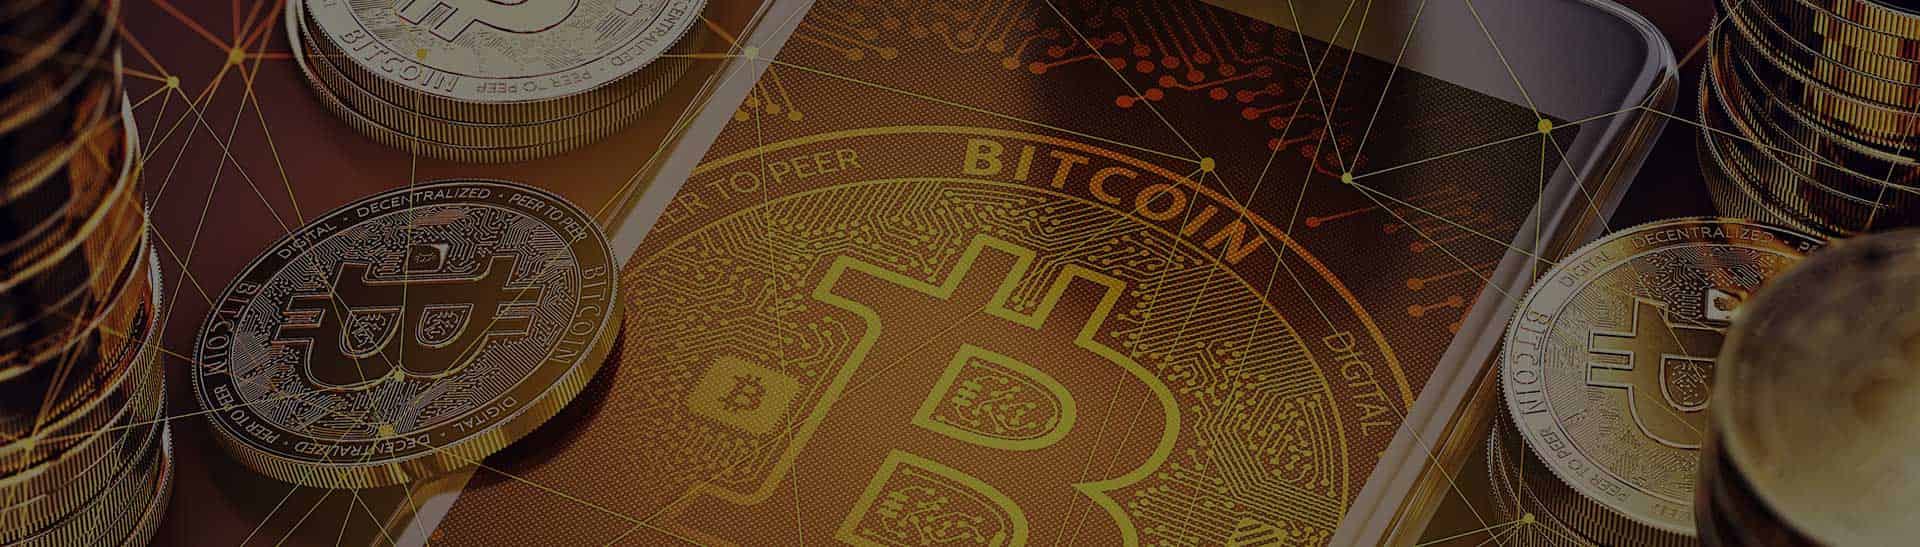 BITCOIN · PEER TO PEER
CENTRALIZED
DIGITAL · DECENTRALIZED · PEER TO PEER
BITCOIN
BITCOIN
PEER TO PEER · DECENTRALIZED · DIGITAL
ER TO PEER
BITCOIN
DIGITAL
DIGITAL · DECENTRALIZED
BITCOIN
PEER TO PEER